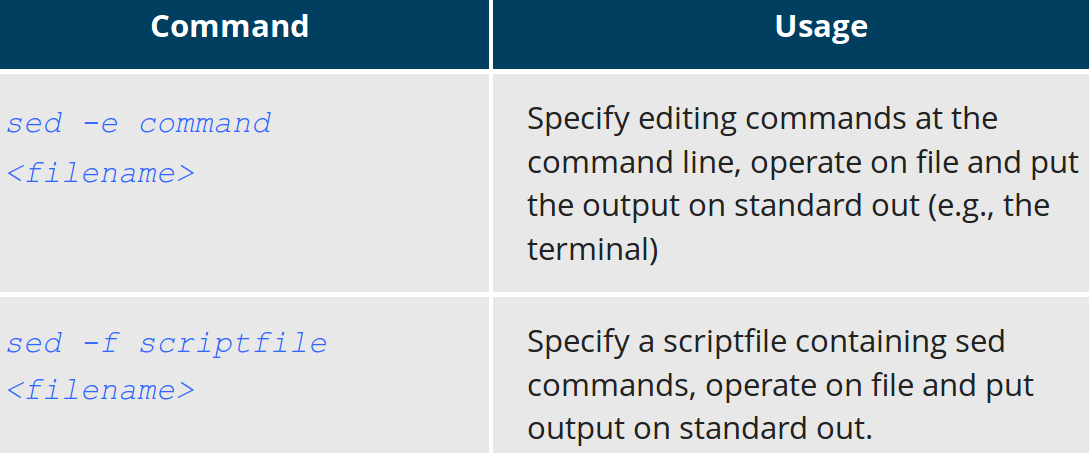 Command
Usage
sed -e command
<filename>
Specify editing commands at the
command line, operate on file and put
the output on standard out (e.g., the
terminal)
sed -f scriptfile
<filename>
Specify a scriptfile containing sed
commands, operate on file and put
output on standard out.